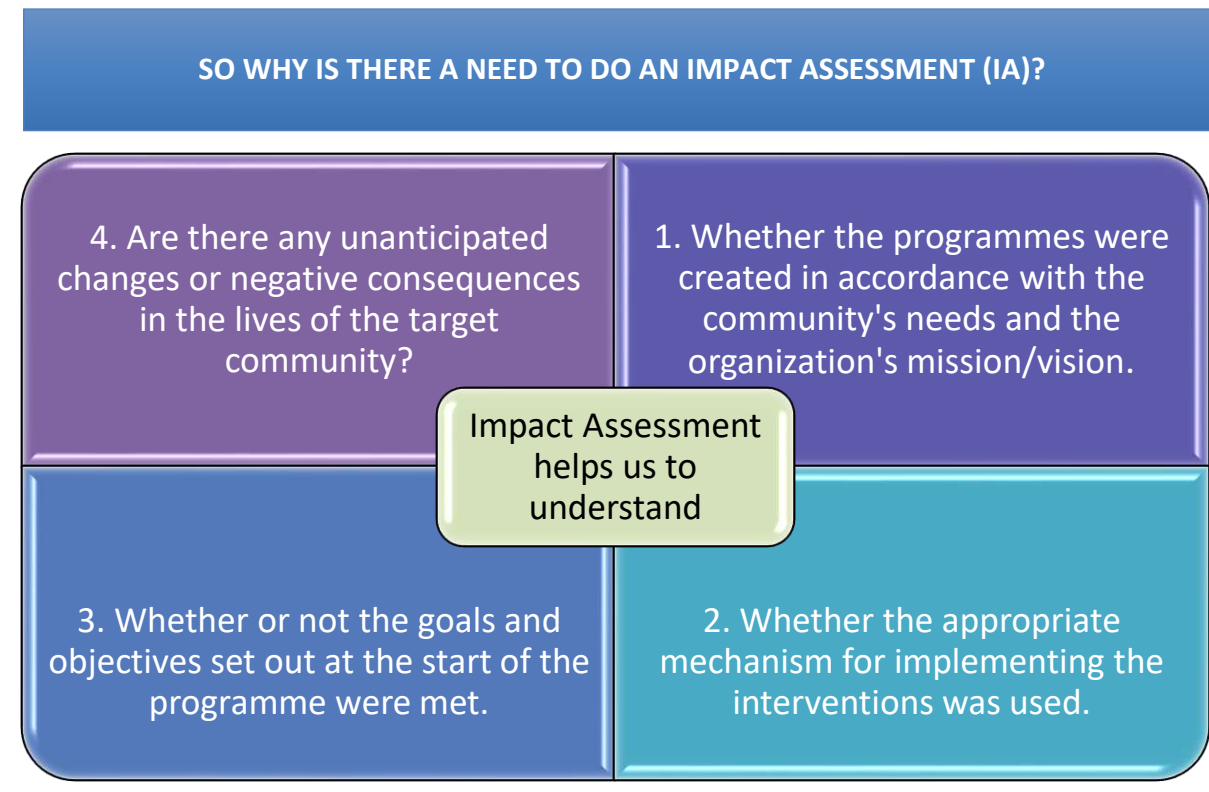 SO WHY IS THERE A NEED TO DO AN IMPACT ASSESSMENT (IA)?
4. Are there any unanticipated
changes or negative consequences
in the lives of the target
community?
1. Whether the programmes were
created in accordance with the
community's needs and the
organization's mission/vision.
Impact Assessment
helps us to
understand
3. Whether or not the goals and
objectives set out at the start of the
programme were met.
2. Whether the appropriate
mechanism for implementing the
interventions was used.